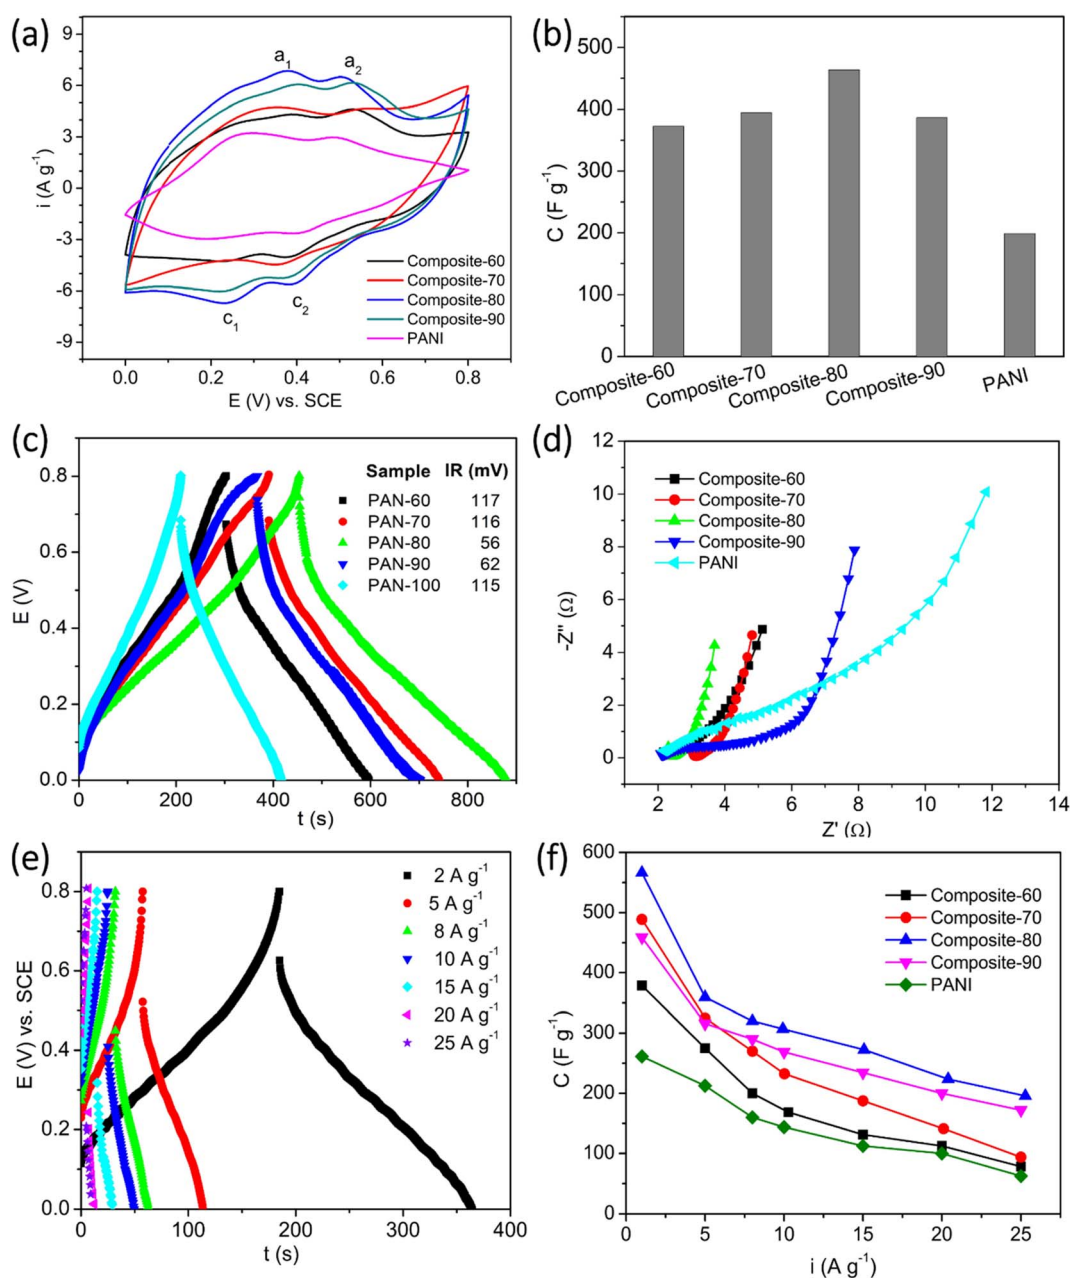 (a)
9
6
3
0
-3
-6
-9
i (A g⁻¹)
a₁
a₂
c₁
c₂
Composite-60
Composite-70
Composite-80
Composite-90
PANI
0.0 0.2 0.4 0.6 0.8
E (V) vs. SCE
(b)
500
400
300
200
100
0
C (F g⁻¹)
Composite-60
Composite-70
Composite-80
Composite-90
PANI
(c)
0.8
0.6
0.4
0.2
0.0
E (V)
Sample IR (mV)
PAN-60 117
PAN-70 116
PAN-80 56
PAN-90 62
PAN-100 115
0 200 400 600 800
t (s)
(d)
12
10
8
6
4
2
0
-Z'' (Ω)
Composite-60
Composite-70
Composite-80
Composite-90
PANI
2 4 6 8 10 12 14
Z' (Ω)
(e)
0.8
0.6
0.4
0.2
0.0
E (V) vs. SCE
2 A g⁻¹
5 A g⁻¹
8 A g⁻¹
10 A g⁻¹
15 A g⁻¹
20 A g⁻¹
25 A g⁻¹
0 100 200 300 400
t (s)
(f)
600
500
400
300
200
100
0
C (F g⁻¹)
Composite-60
Composite-70
Composite-80
Composite-90
PANI
0 5 10 15 20 25
i (A g⁻¹)